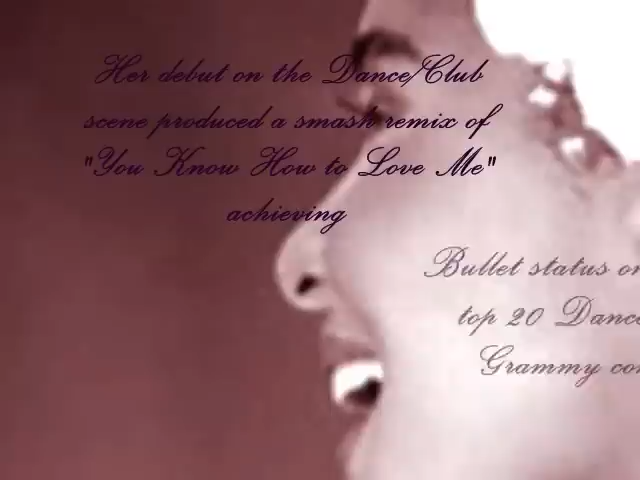 Her debut on the Dance/Club
scene produced a smash remix of
"You Know How to Love Me"
achieving
Bullet status on
top 20 Dance
Grammy con